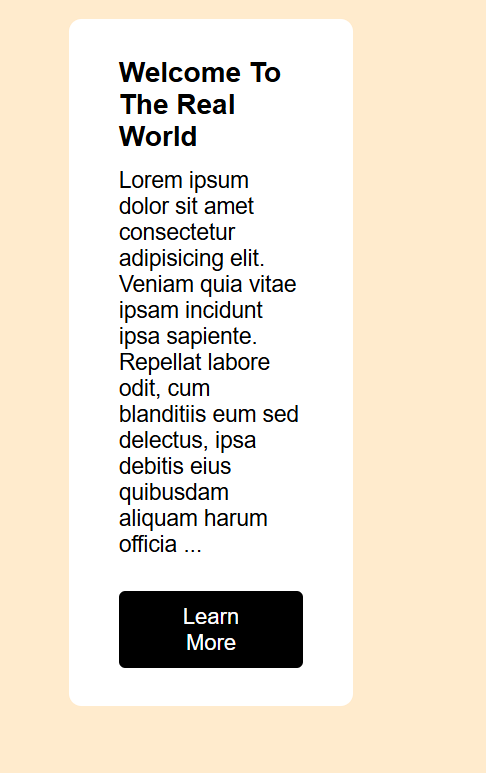 Welcome To
The Real
World
Lorem ipsum
dolor sit amet
consectetur
adipisicing elit.
Veniam quia vitae
ipsam incidunt
ipsa sapiente.
Repellat labore
odit, cum
blanditiis eum sed
delectus, ipsa
debitis eius
quibusdam
aliquam harum
officia ...
Learn
More